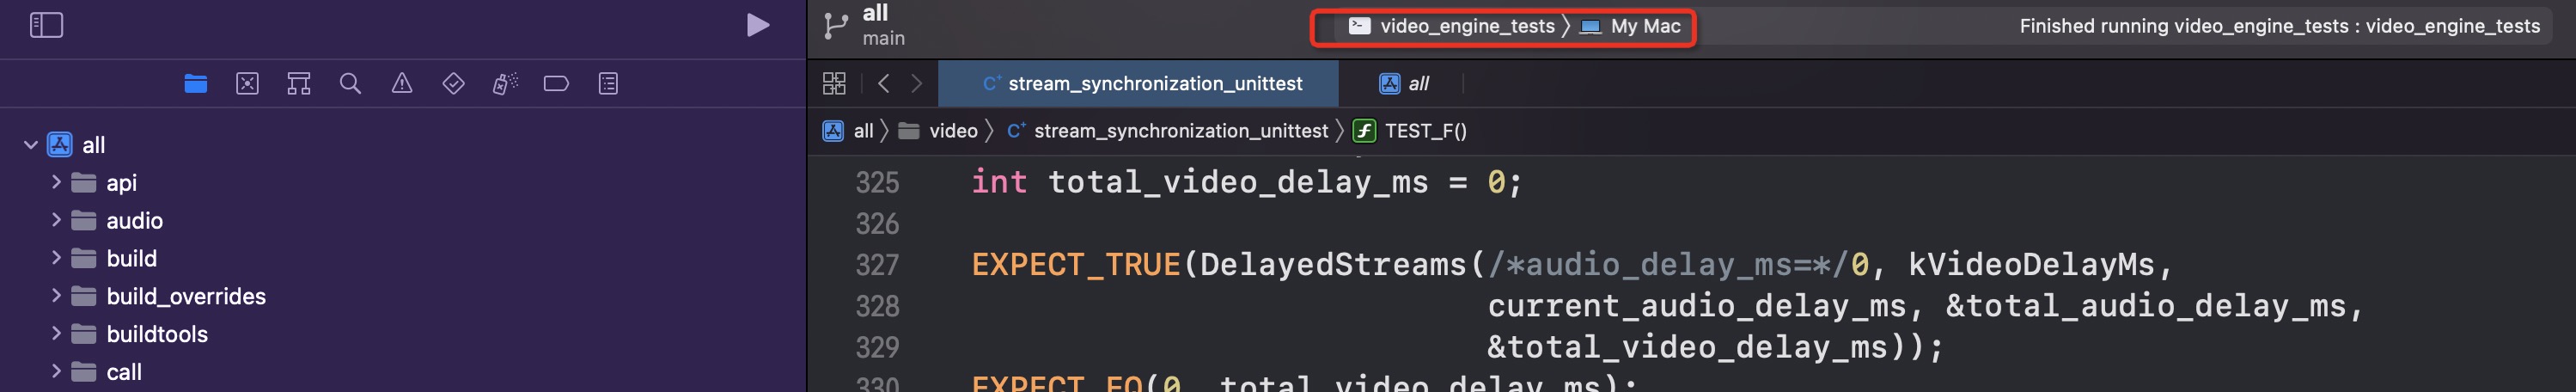 all
main
video_engine_tests 〉 My Mac
Finished running video_engine_tests : video_engine_tests
stream_synchronization_unittest
all
all 〉 video 〉 stream_synchronization_unittest 〉 TEST_F()
all
api
audio
build
build_overrides
buildtools
call
325 int total_video_delay_ms = 0;
326
327 EXPECT_TRUE(DelayedStreams(/*audio_delay_ms=*/0, kVideoDelayMs,
328 current_audio_delay_ms, &total_audio_delay_ms,
329 &total_video_delay_ms));
330 EXPECT_EQ(0, total_video_delay_ms);